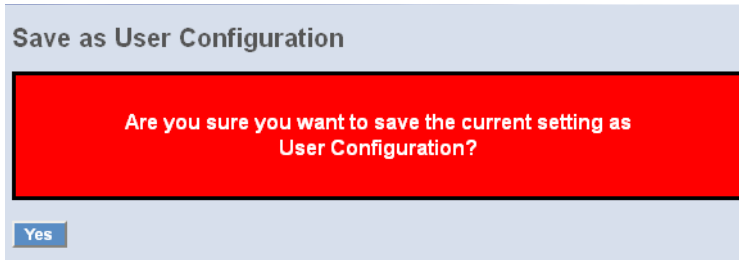 Save as User Configuration
Are you sure you want to save the current setting as
User Configuration?
Yes